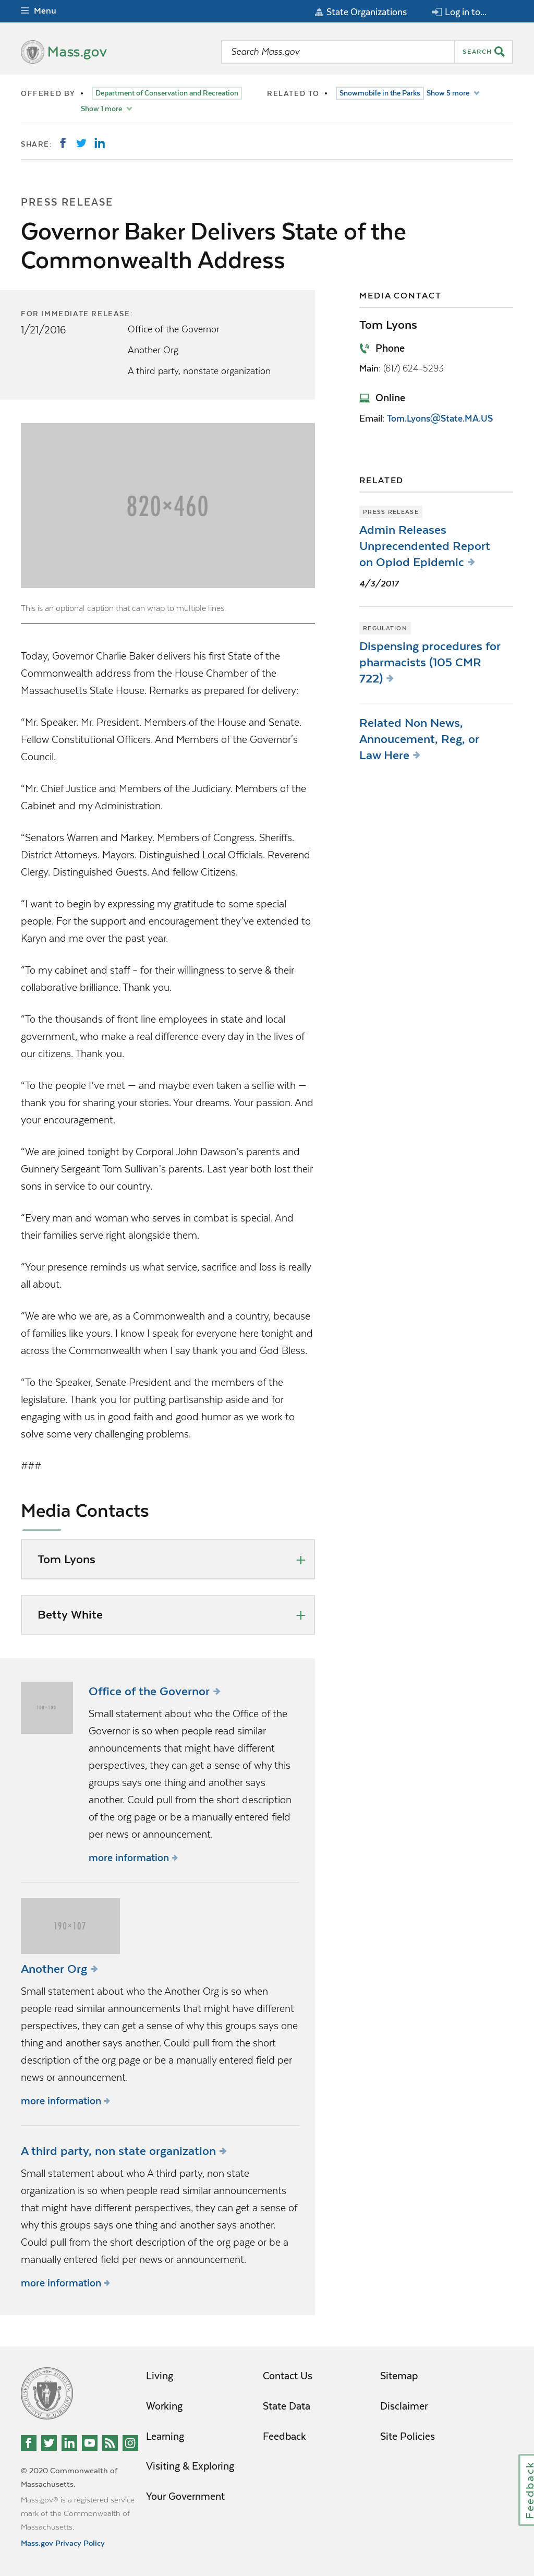 Menu
State Organizations
Log in to...
Mass.gov
Search Mass.gov
SEARCH
OFFERED BY • Department of Conservation and Recreation
Show 1 more
RELATED TO • Snowmobile in the Parks Show 5 more
SHARE:
PRESS RELEASE
Governor Baker Delivers State of the
Commonwealth Address
FOR IMMEDIATE RELEASE:
1/21/2016
Office of the Governor
Another Org
A third party, nonstate organization
820×460
This is an optional caption that can wrap to multiple lines.
Today, Governor Charlie Baker delivers his first State of the
Commonwealth address from the House Chamber of the
Massachusetts State House. Remarks as prepared for delivery:
“Mr. Speaker. Mr. President. Members of the House and Senate.
Fellow Constitutional Officers. And Members of the Governor's
Council.
“Mr. Chief Justice and Members of the Judiciary. Members of the
Cabinet and my Administration.
“Senators Warren and Markey. Members of Congress. Sheriffs.
District Attorneys. Mayors. Distinguished Local Officials. Reverend
Clergy. Distinguished Guests. And fellow Citizens.
“I want to begin by expressing my gratitude to some special
people. For the support and encouragement they’ve extended to
Karyn and me over the past year.
“To my cabinet and staff – for their willingness to serve & their
collaborative brilliance. Thank you.
“To the thousands of front line employees in state and local
government, who make a real difference every day in the lives of
our citizens. Thank you.
“To the people I’ve met — and maybe even taken a selfie with —
thank you for sharing your stories. Your dreams. Your passion. And
your encouragement.
“We are joined tonight by Corporal John Dawson’s parents and
Gunnery Sergeant Tom Sullivan’s parents. Last year both lost their
sons in service to our country.
“Every man and woman who serves in combat is special. And
their families serve right alongside them.
“Your presence reminds us what service, sacrifice and loss is really
all about.
“We are who we are, as a Commonwealth and a country, because
of families like yours. I know I speak for everyone here tonight and
across the Commonwealth when I say thank you and God Bless.
“To the Speaker, Senate President and the members of the
legislature. Thank you for putting partisanship aside and for
engaging with us in good faith and good humor as we work to
solve some very challenging problems.
###
Media Contacts
Tom Lyons
Betty White
MEDIA CONTACT
Tom Lyons
Phone
Main: (617) 624-5293
Online
Email: Tom.Lyons@State.MA.US
RELATED
PRESS RELEASE
Admin Releases
Unprecendented Report
on Opiod Epidemic
4/3/2017
REGULATION
Dispensing procedures for
pharmacists (105 CMR
722)
Related Non News,
Annoucement, Reg, or
Law Here
Office of the Governor
Small statement about who the Office of the
Governor is so when people read similar
announcements that might have different
perspectives, they can get a sense of why this
groups says one thing and another says
another. Could pull from the short description
of the org page or be a manually entered field
per news or announcement.
more information
190×107
Another Org
Small statement about who the Another Org is so when
people read similar announcements that might have different
perspectives, they can get a sense of why this groups says one
thing and another says another. Could pull from the short
description of the org page or be a manually entered field per
news or announcement.
more information
A third party, non state organization
Small statement about who A third party, non state
organization is so when people read similar announcements
that might have different perspectives, they can get a sense of
why this groups says one thing and another says another.
Could pull from the short description of the org page or be a
manually entered field per news or announcement.
more information
Living
Working
Learning
Visiting & Exploring
Your Government
Contact Us
State Data
Feedback
Sitemap
Disclaimer
Site Policies
© 2020 Commonwealth of
Massachusetts.
Mass.gov® is a registered service
mark of the Commonwealth of
Massachusetts.
Mass.gov Privacy Policy
Feedback